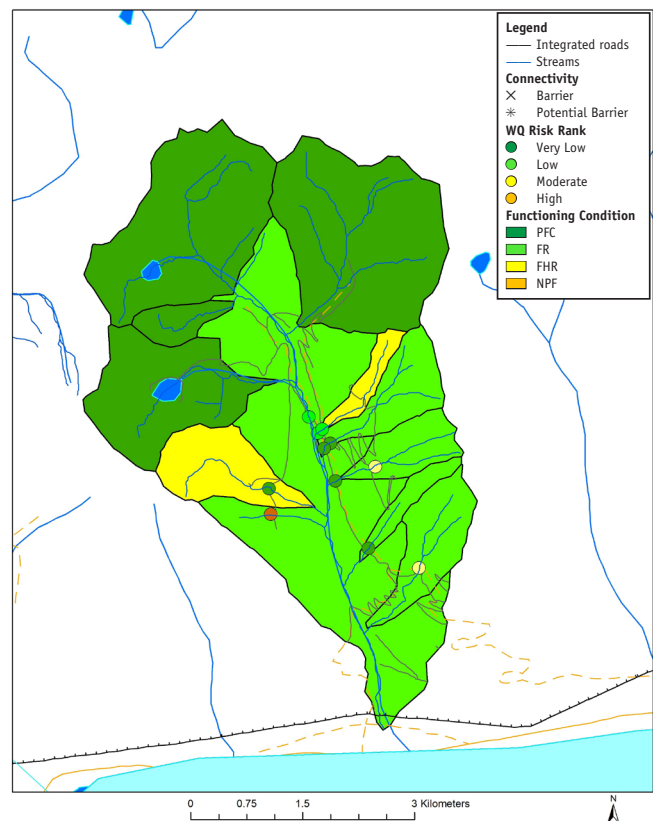 Legend
Integrated roads
Streams
Connectivity
Barrier
Potential Barrier
WQ Risk Rank
Very Low
Low
Moderate
High
Functioning Condition
PFC
FR
FHR
NPF
0 0.75 1.5 3 Kilometers
N